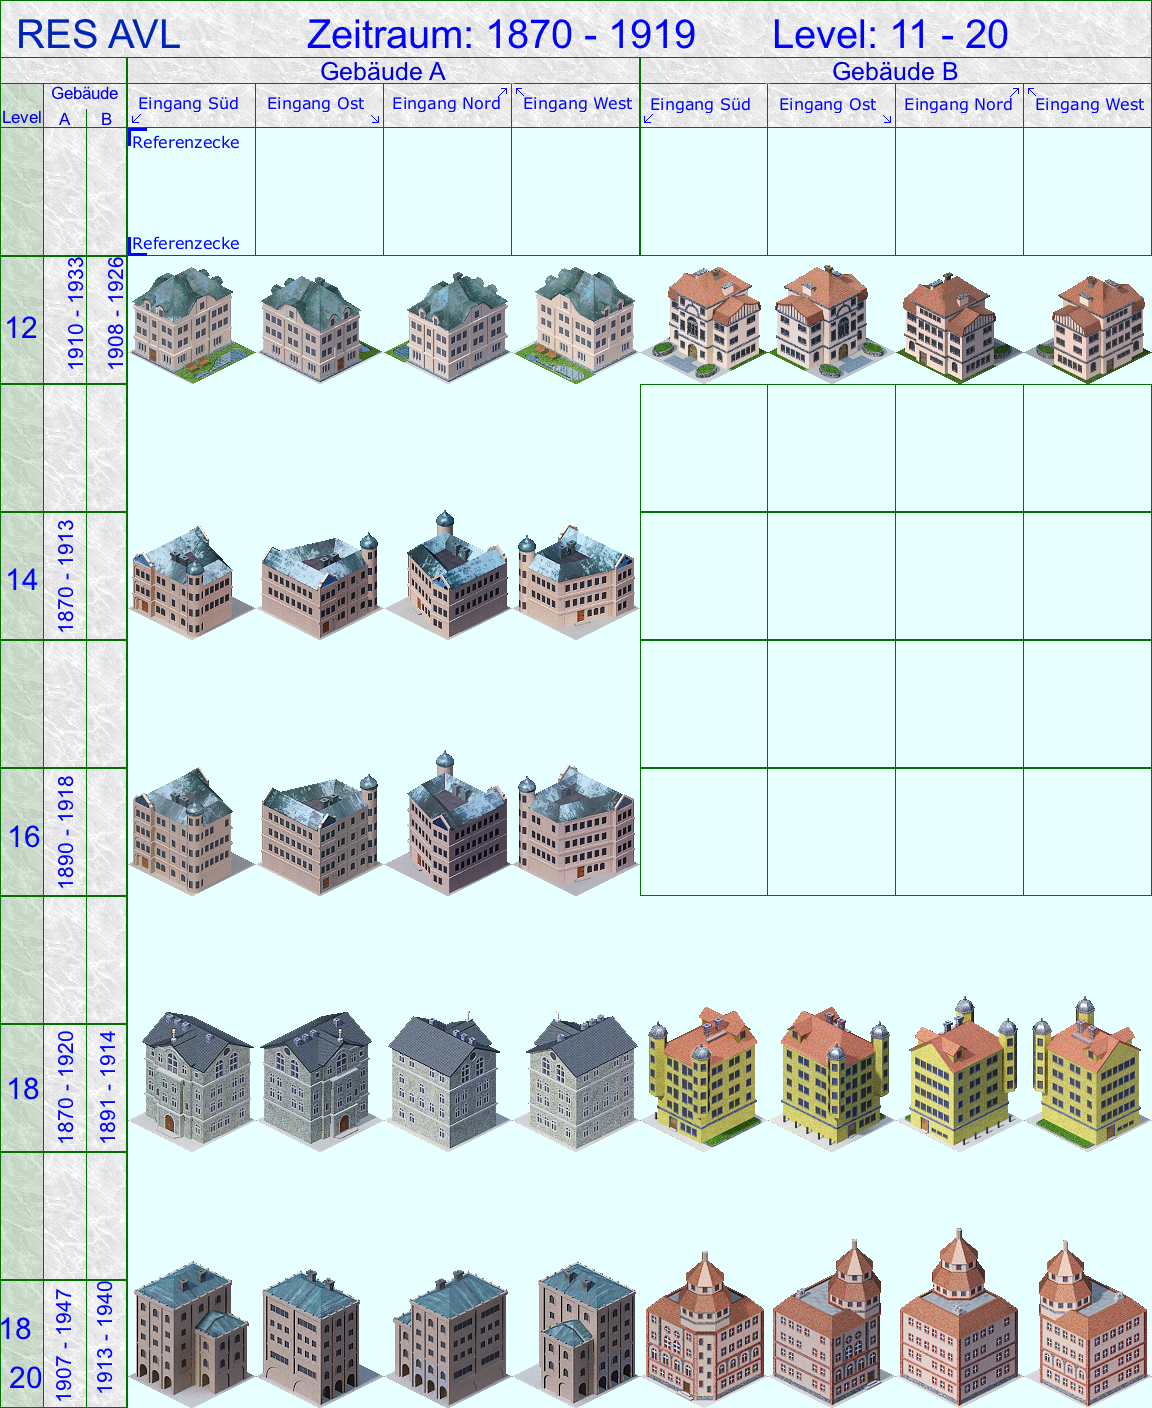 RES AVL Zeitraum: 1870 - 1919 Level: 11 - 20
Gebäude A Gebäude B
Gebäude
Level A B
Eingang Süd Eingang Ost Eingang Nord Eingang West Eingang Süd Eingang Ost Eingang Nord Eingang West
Referenzecke
Referenzecke
12 1910 - 1933 1908 - 1926
14 1870 - 1913
16 1890 - 1918
18 1870 - 1920 1891 - 1914
18
20 1907 - 1947 1913 - 1940